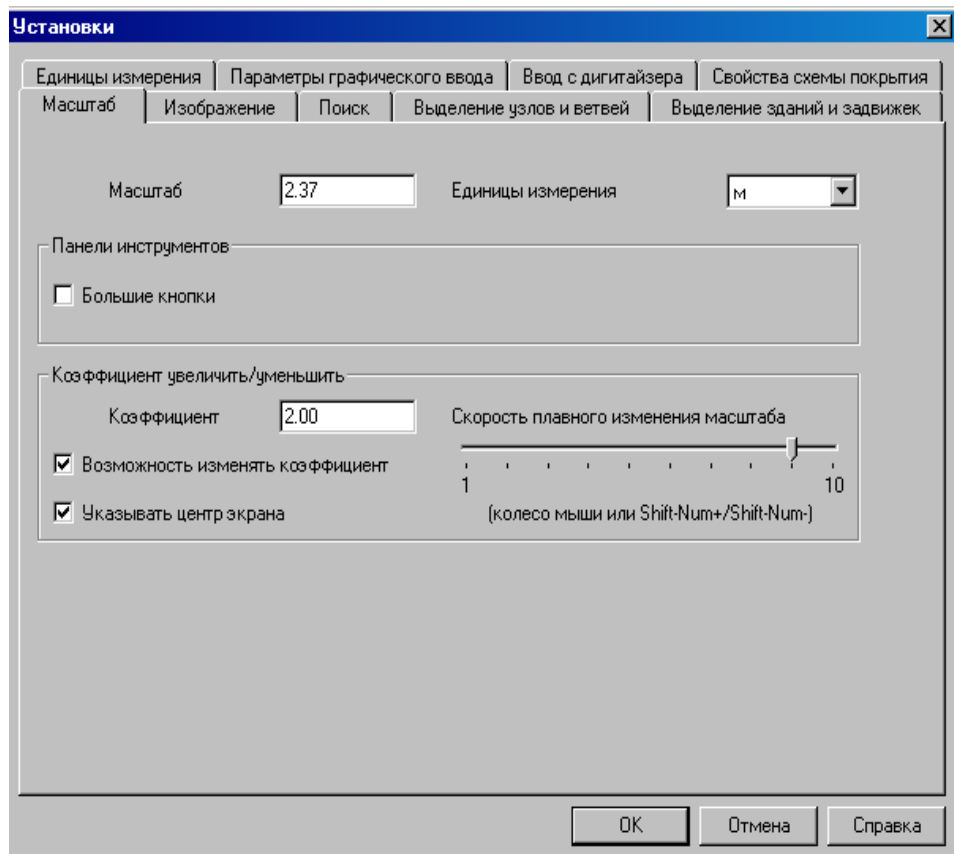 Установки
Единицы измерения Параметры графического ввода Ввод с дигитайзера Свойства схемы покрытия
Масштаб Изображение Поиск Выделение узлов и ветвей Выделение зданий и задвижек
Масштаб 2.37 Единицы измерения м
Панели инструментов
Большие кнопки
Коэффициент увеличить/уменьшить
Коэффициент 2.00 Скорость плавного изменения масштаба
Возможность изменять коэффициент
1 10
Указывать центр экрана (колесо мыши или Shift-Num+/Shift-Num-)
OK Отмена Справка